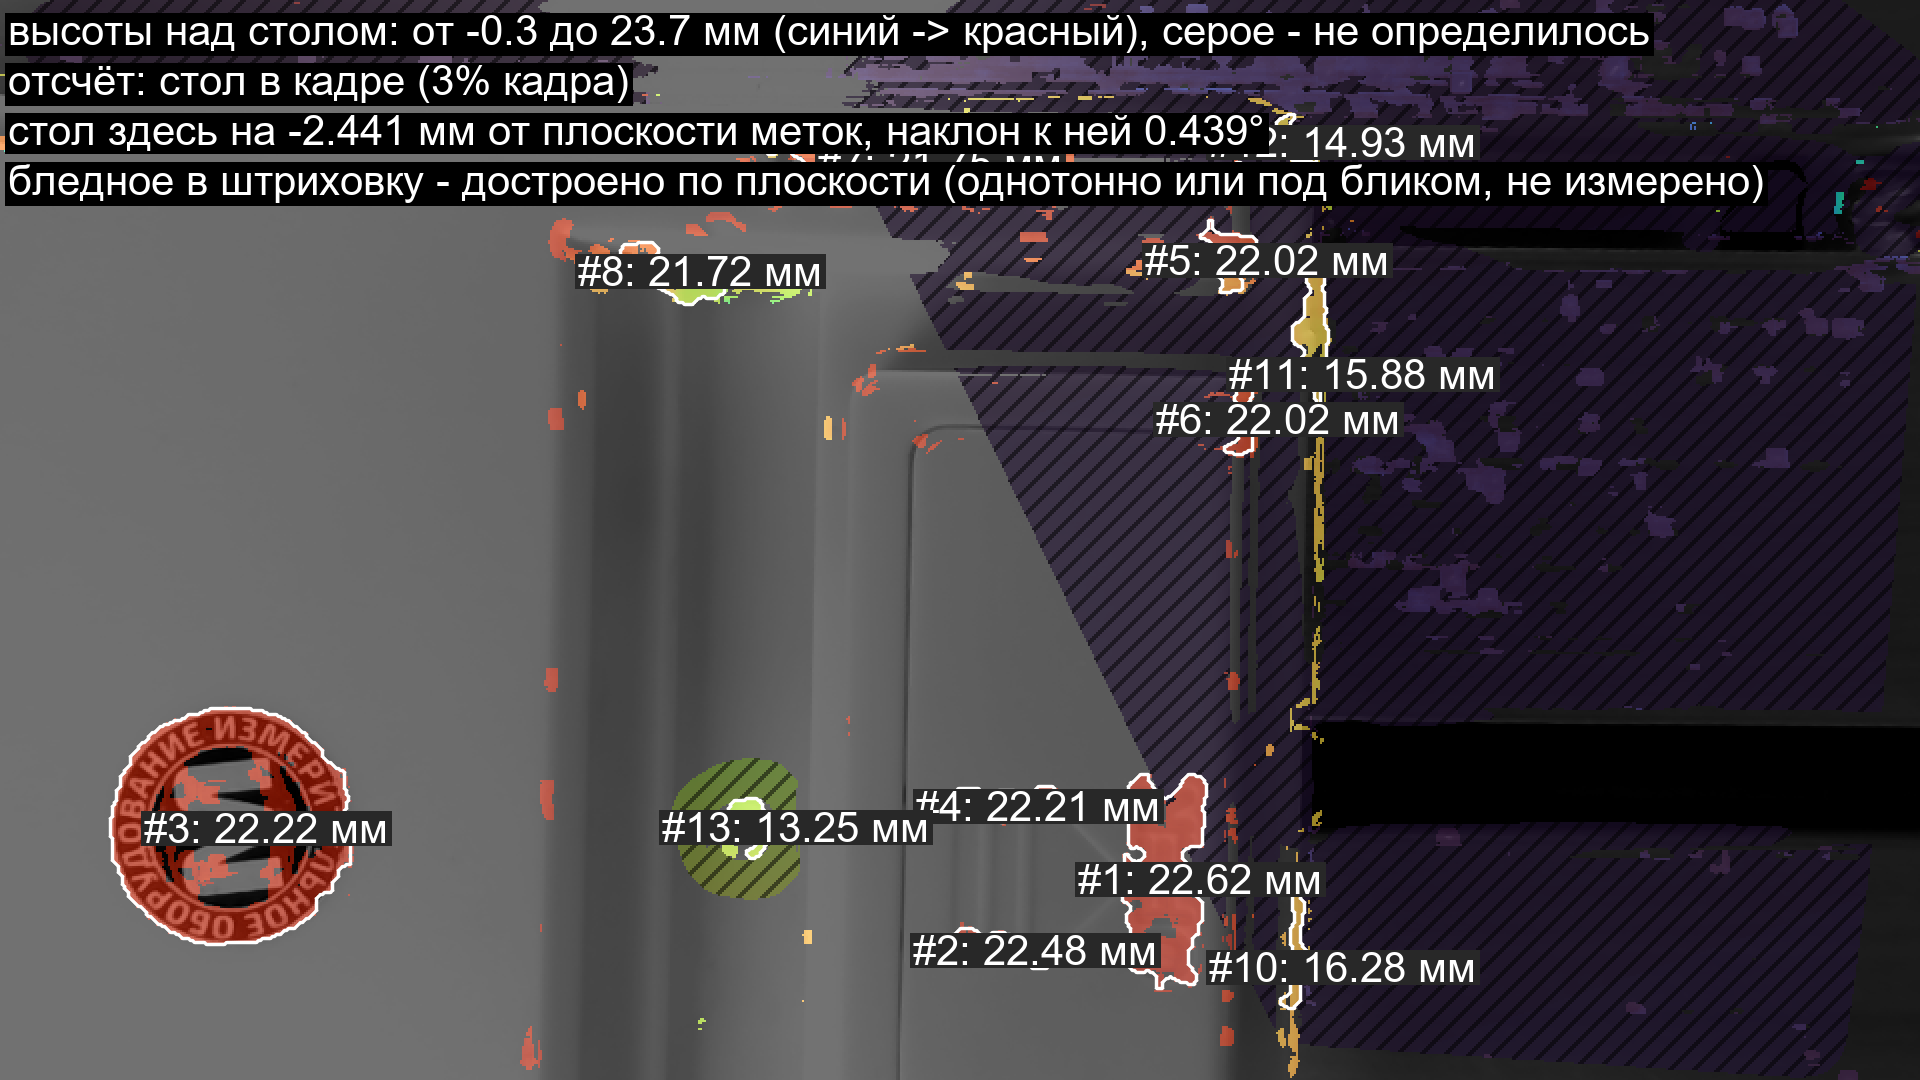 высоты над столом: от -0.3 до 23.7 мм (синий -> красный), серое - не определилось
отсчёт: стол в кадре (3% кадра)
стол здесь на -2.441 мм от плоскости меток, наклон к ней 0.439°
2: 14.93 мм
бледное в штриховку - достроено по плоскости (однотонно или под бликом, не измерено)
#5: 22.02 мм
#8: 21.72 мм
#11: 15.88 мм
#6: 22.02 мм
#4: 22.21 мм
#3: 22.22 мм
#13: 13.25 мм
#1: 22.62 мм
#2: 22.48 мм
#10: 16.28 мм
ИЗМЕРИТЕЛЬНОЕ ОБОРУДОВАНИЕ